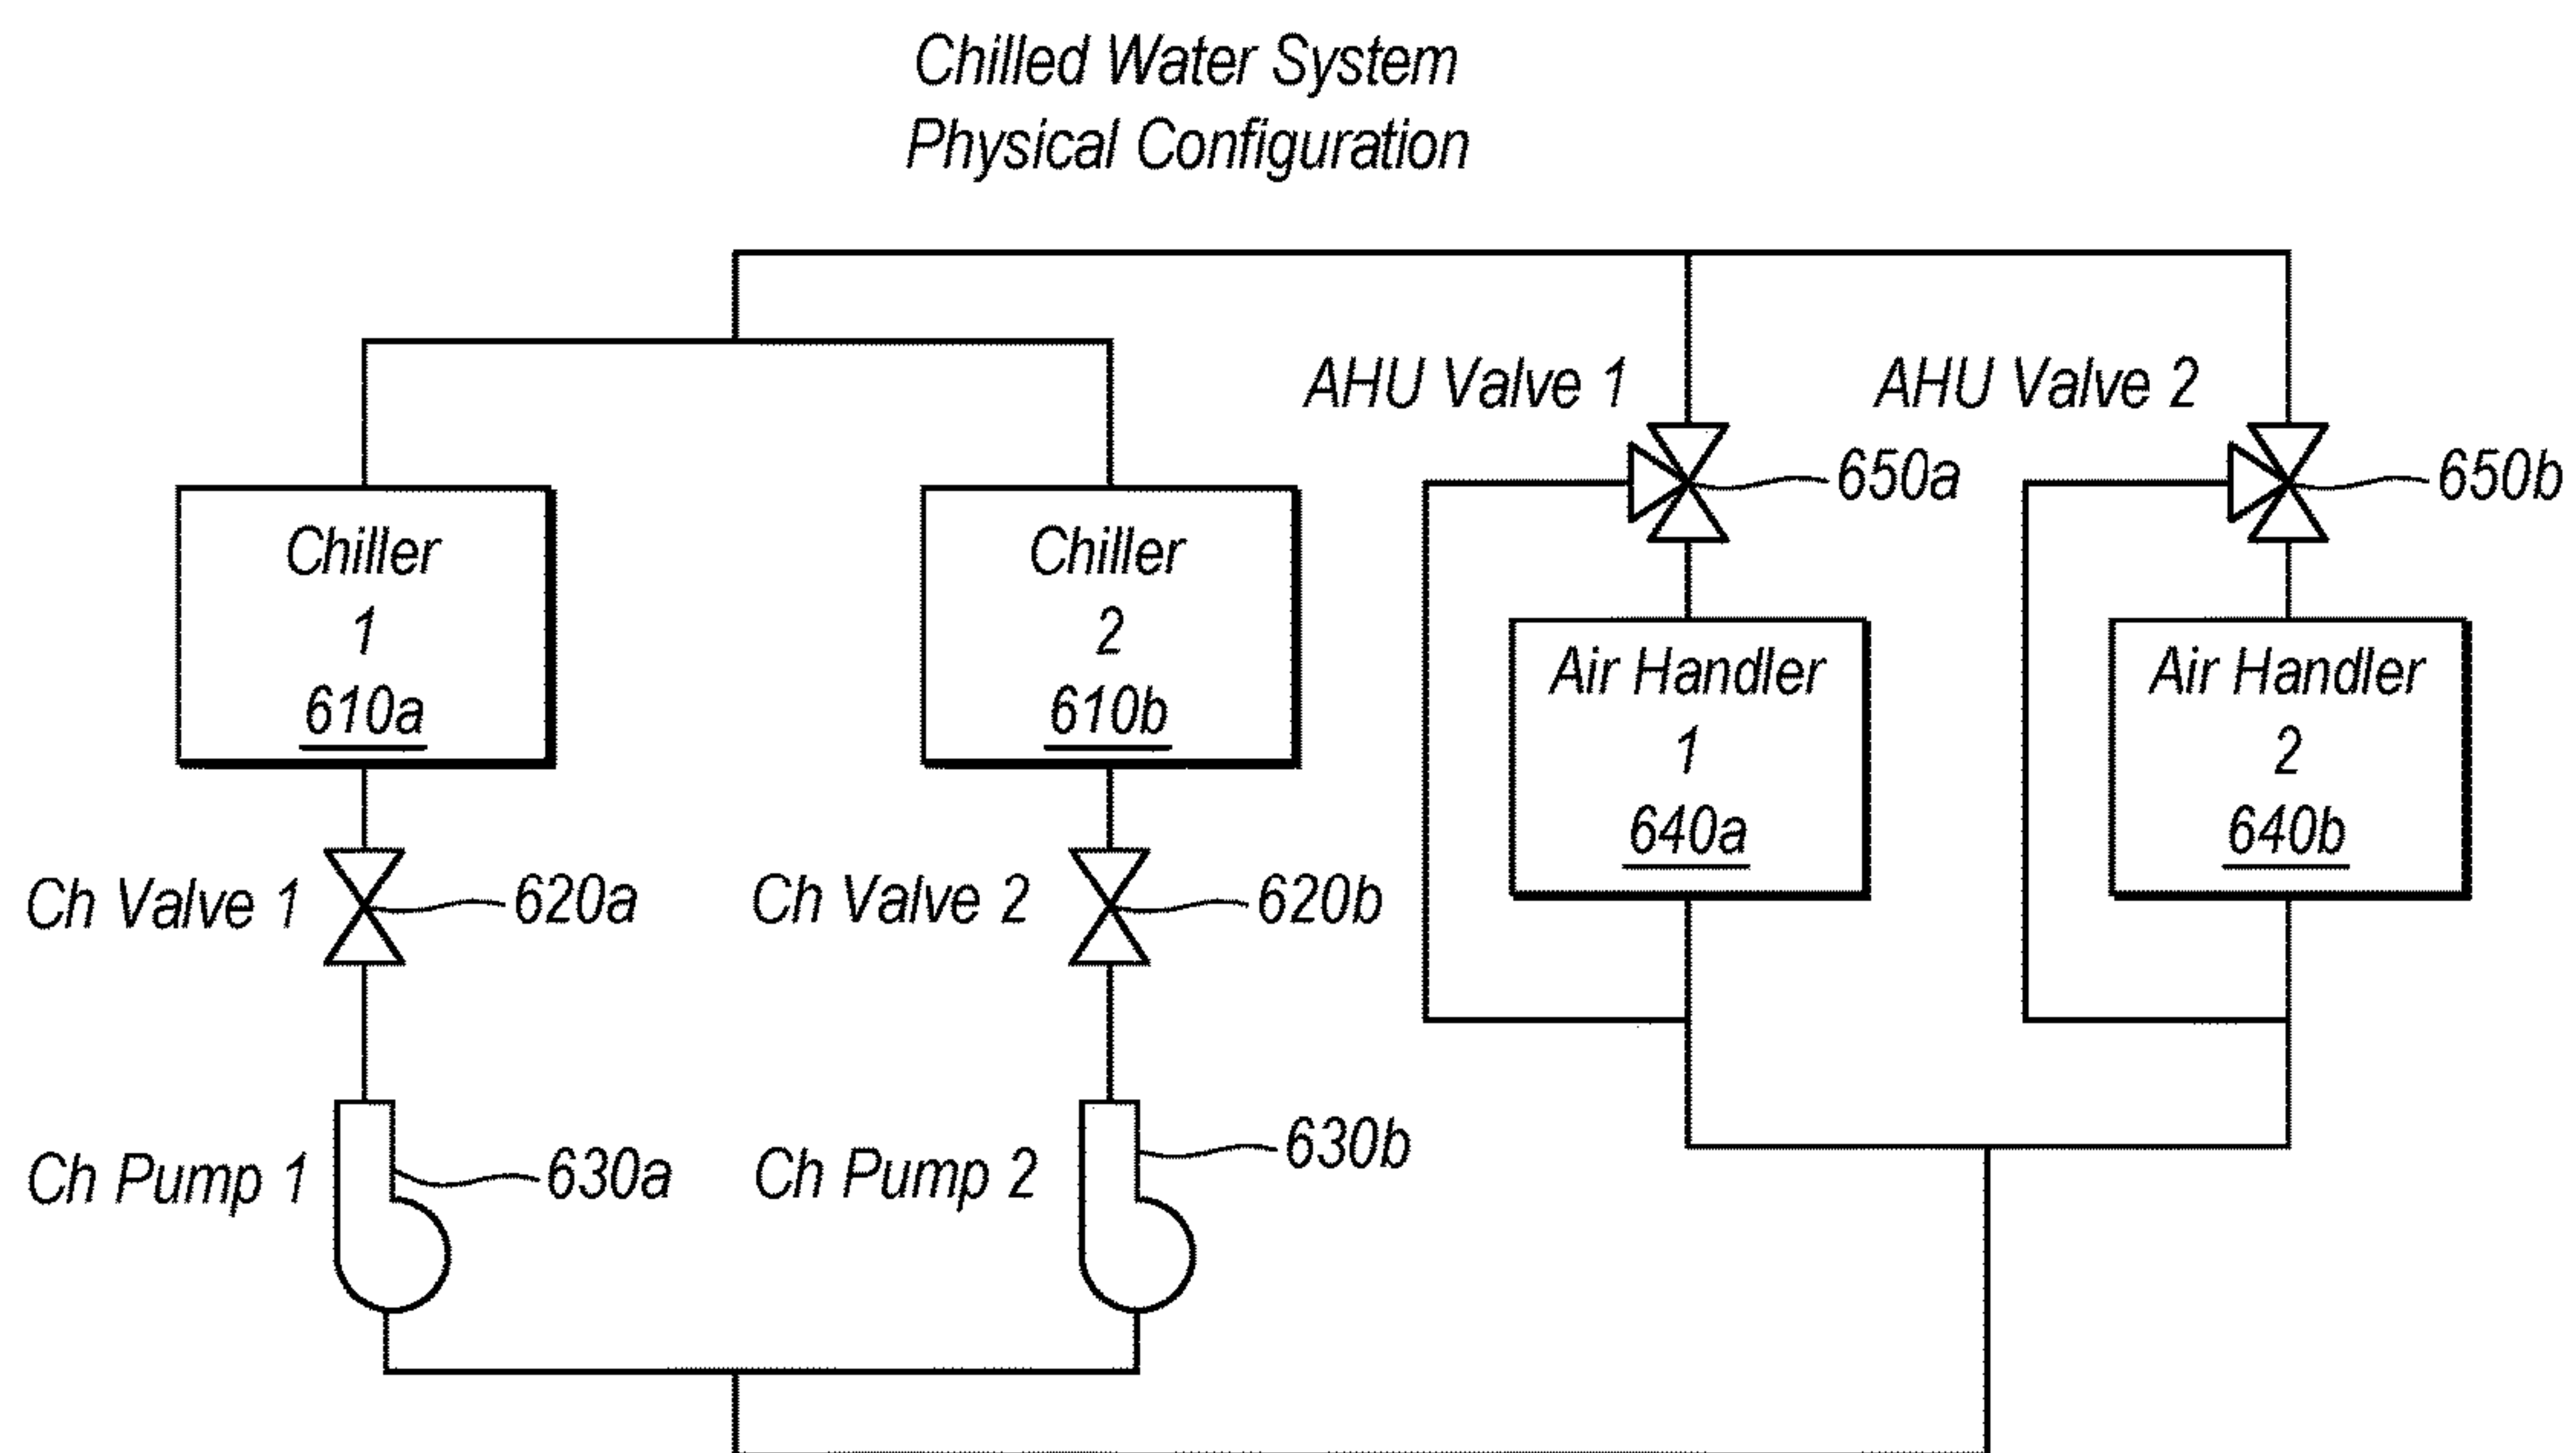 Chilled Water System
Physical Configuration
AHU Valve 1
AHU Valve 2
650a
650b
Chiller
1
610a
Chiller
2
610b
Air Handler
1
640a
Air Handler
2
640b
Ch Valve 1
620a
Ch Valve 2
620b
Ch Pump 1
630a
Ch Pump 2
630b